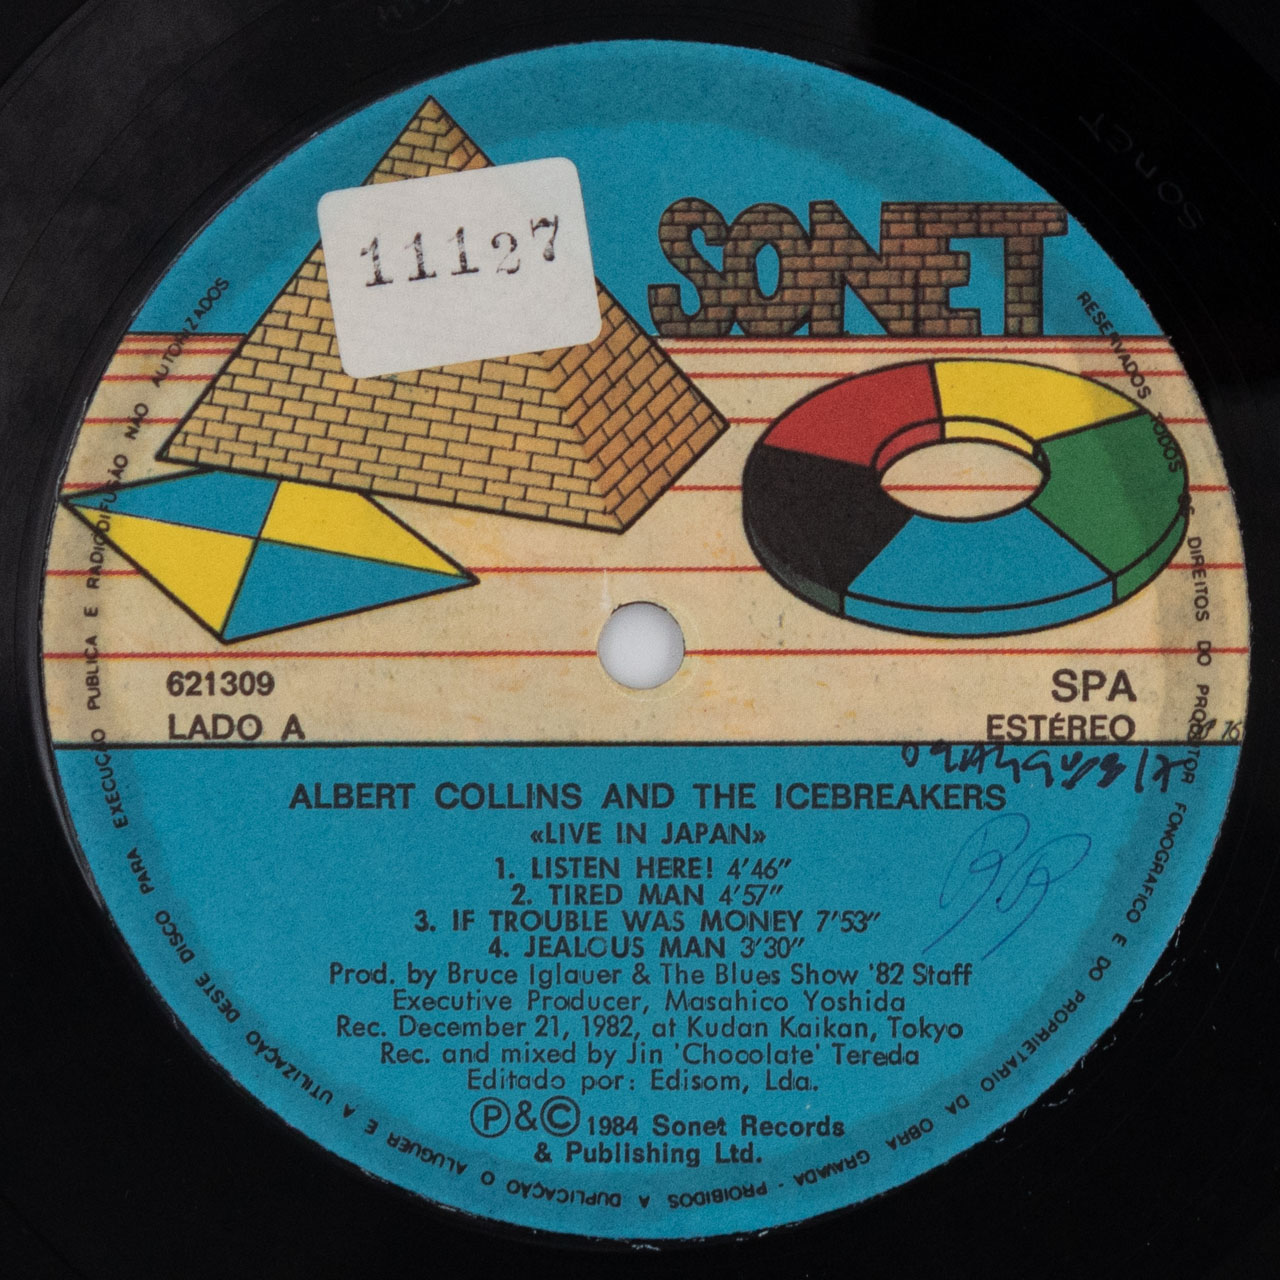 SONET
11127
SONET
621309
LADO A
SPA
ESTÉREO
ALBERT COLLINS AND THE ICEBREAKERS
«LIVE IN JAPAN»
1. LISTEN HERE! 4'46"
2. TIRED MAN 4'57"
3. IF TROUBLE WAS MONEY 7'53"
4. JEALOUS MAN 3'30"
Prod. by Bruce Iglauer & The Blues Show '82 Staff
Executive Producer, Masahico Yoshida
Rec. December 21, 1982, at Kudan Kaikan, Tokyo
Rec. and mixed by Jin 'Chocolate' Tereda
Editado por: Edisom, Lda.
Ⓟ&© 1984 Sonet Records
& Publishing Ltd.
RESERVADOS TODOS OS DIREITOS DO PRODUTOR FONOGRAFICO E DO PROPRIETARIO DA OBRA GRAVADA - PROIBIDOS A DUPLICAÇÃO O ALUGUER E A UTILIZAÇÃO DESTE DISCO PARA EXECUÇÃO PUBLICA E RADIODIFUSÃO NÃO AUTORIZADOS